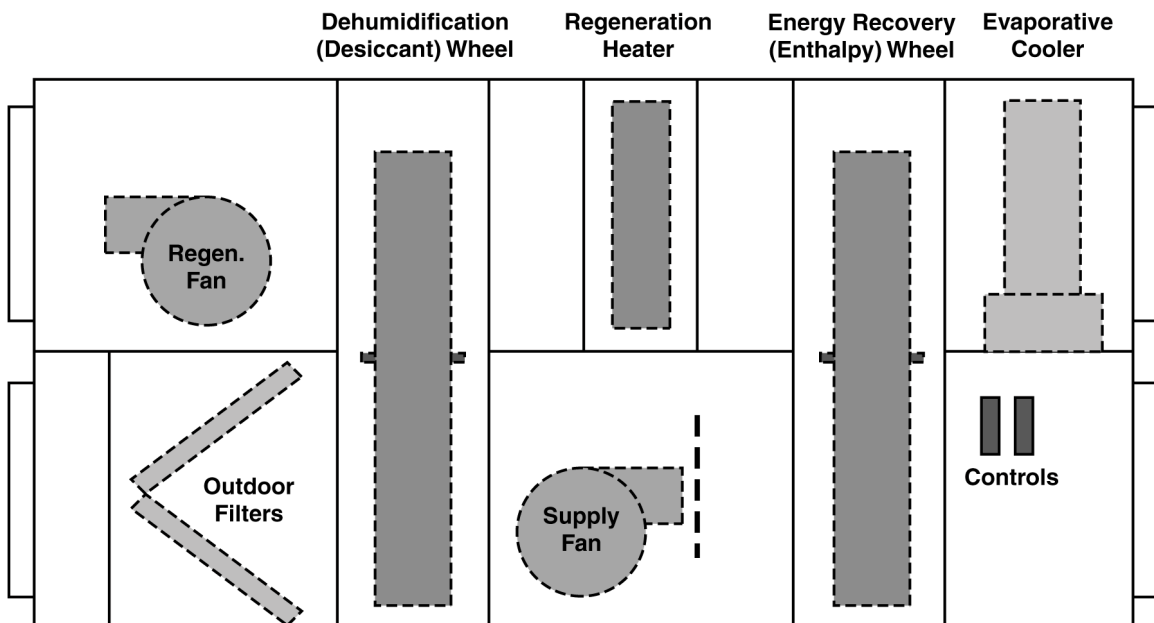 Dehumidification
(Desiccant) Wheel
Regeneration
Heater
Energy Recovery
(Enthalpy) Wheel
Evaporative
Cooler
Regen.
Fan
Outdoor
Filters
Supply
Fan
Controls